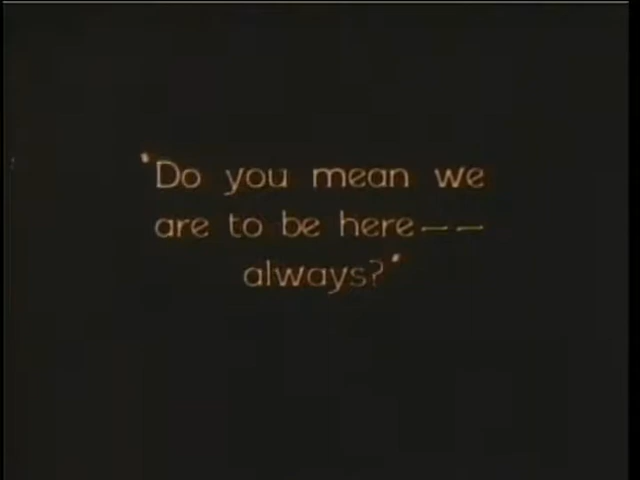 "Do you mean we
are to be here——
always?"